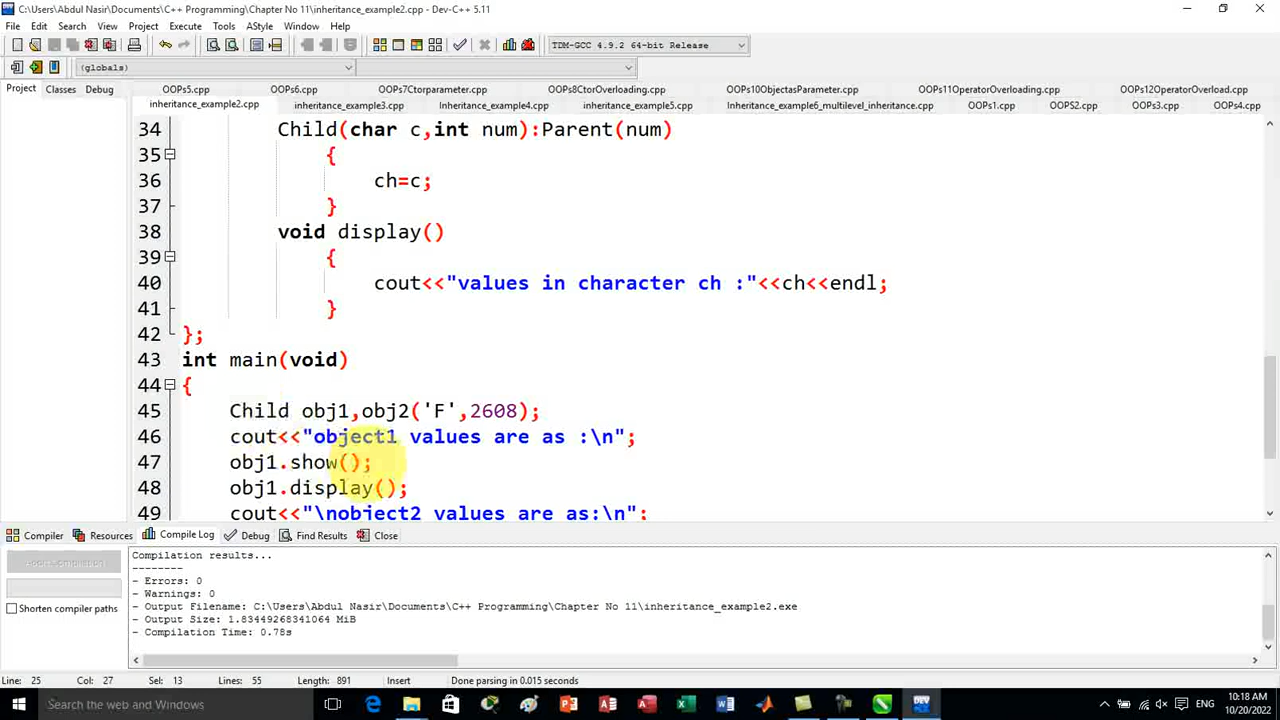 C:\Users\Abdul Nasir\Documents\C++ Programming\Chapter No 11\inheritance_example2.cpp - Dev-C++ 5.11
File Edit Search View Project Execute Tools AStyle Window Help
TDM-GCC 4.9.2 64-bit Release
(globals)
Project Classes Debug
OOPs5.cpp OOPs6.cpp OOPs7Ctorparameter.cpp OOPs8CtorOverloading.cpp OOPs10ObjectasParameter.cpp OOPs11OperatorOverloading.cpp OOPs12OperatorOverload.cpp
inheritance_example2.cpp inheritance_example3.cpp Inheritance_example4.cpp inheritance_example5.cpp Inheritance_example6_multilevel_inheritance.cpp OOPs1.cpp OOPS2.cpp OOPs3.cpp OOPs4.cpp
34 Child(char c,int num):Parent(num)
35 {
36 ch=c;
37 }
38 void display()
39 {
40 cout<<"values in character ch :"<<ch<<endl;
41 }
42 };
43 int main(void)
44 {
45 Child obj1,obj2('F',2608);
46 cout<<"object1 values are as :\n";
47 obj1.show();
48 obj1.display();
49 cout<<"\nobject2 values are as:\n";
Compiler Resources Compile Log Debug Find Results Close
Abort Compilation
Shorten compiler paths
Compilation results...
--------
- Errors: 0
- Warnings: 0
- Output Filename: C:\Users\Abdul Nasir\Documents\C++ Programming\Chapter No 11\inheritance_example2.exe
- Output Size: 1.83449268341064 MiB
- Compilation Time: 0.78s
Line: 25 Col: 27 Sel: 13 Lines: 55 Length: 891 Insert Done parsing in 0.015 seconds
Search the web and Windows
DEV
ENG
10:18 AM
10/20/2022